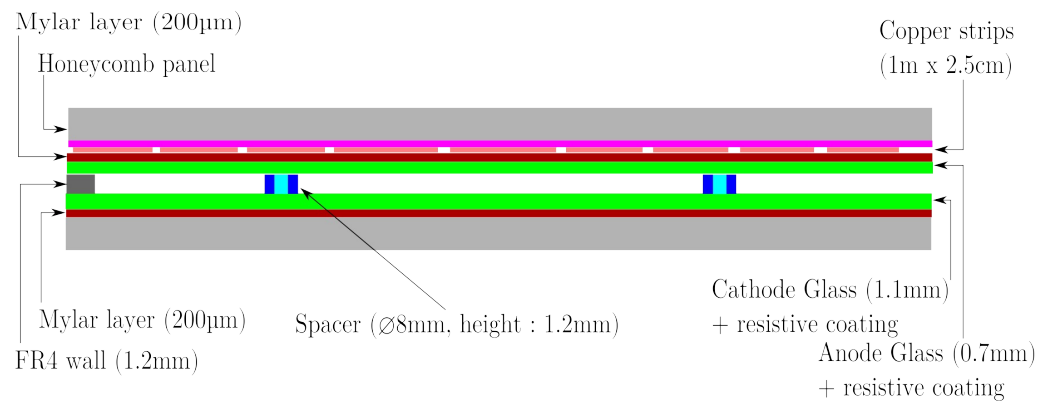 Mylar layer (200µm)
Honeycomb panel
Copper strips
(1m x 2.5cm)
Mylar layer (200µm)
FR4 wall (1.2mm)
Spacer (∅8mm, height : 1.2mm)
Cathode Glass (1.1mm)
+ resistive coating
Anode Glass (0.7mm)
+ resistive coating